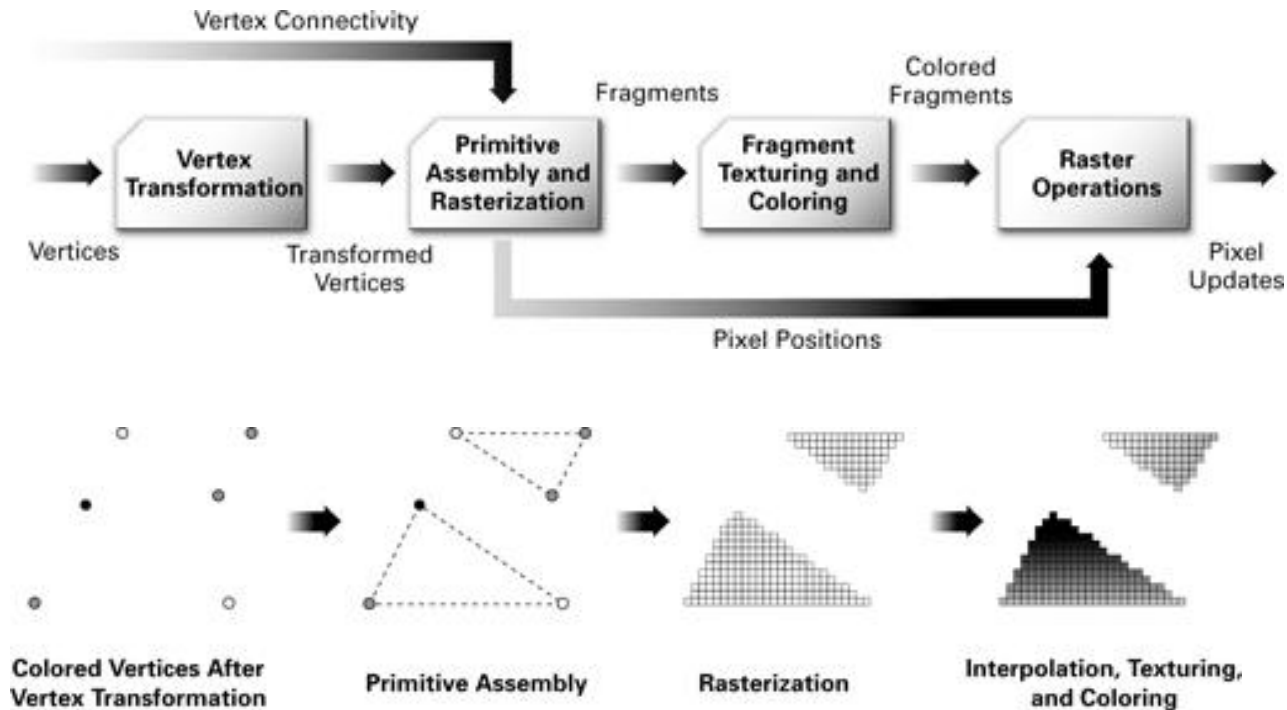 Vertex Connectivity
Fragments
Colored
Fragments
Vertex
Transformation
Primitive
Assembly and
Rasterization
Fragment
Texturing and
Coloring
Raster
Operations
Vertices
Transformed
Vertices
Pixel
Updates
Pixel Positions
Colored Vertices After
Vertex Transformation
Primitive Assembly
Rasterization
Interpolation, Texturing,
and Coloring